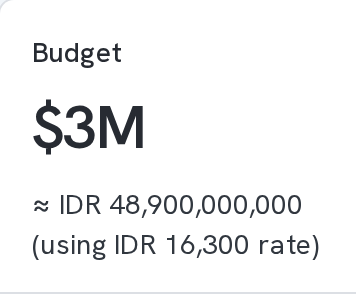 Budget
$3M
≈ IDR 48,900,000,000
(using IDR 16,300 rate)